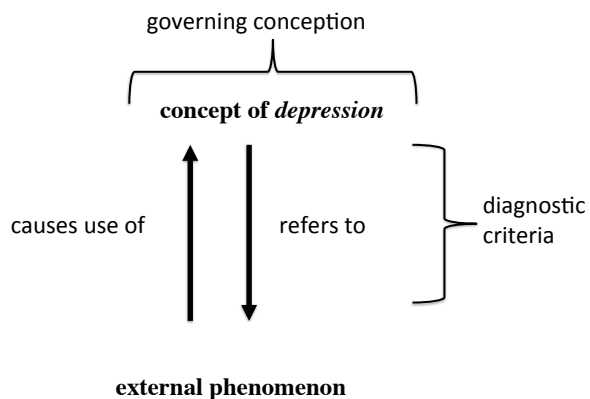 governing conception
concept of depression
causes use of
refers to
diagnostic
criteria
external phenomenon